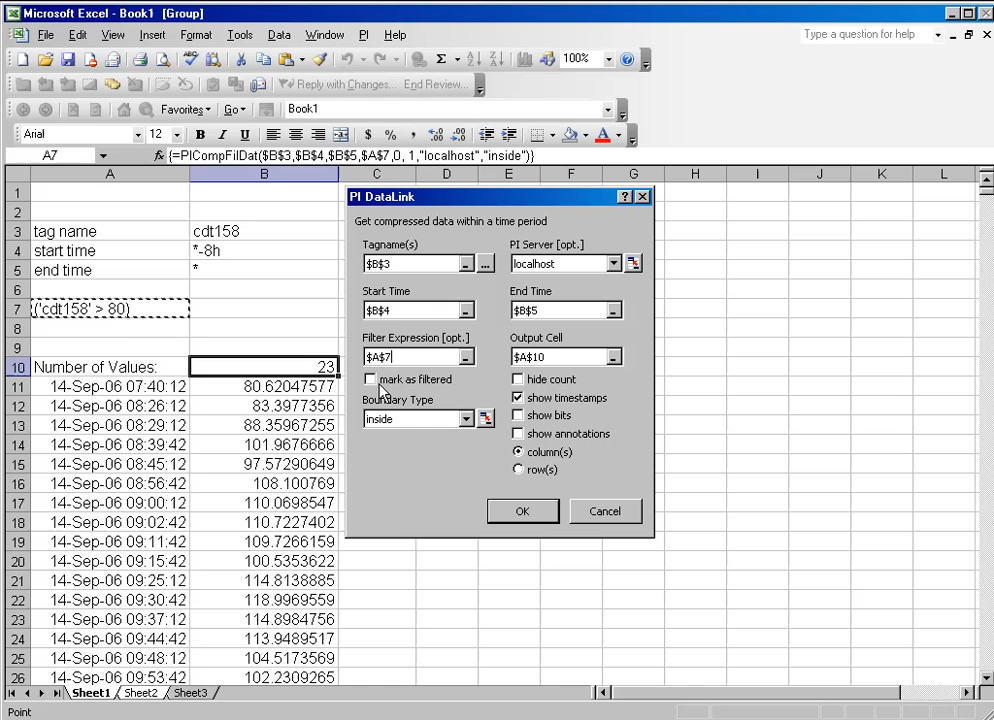 Microsoft Excel - Book1 [Group]
File Edit View Insert Format Tools Data Window PI Help
Type a question for help
100%
Reply with Changes... End Review...
Favorites Go Book1
Arial 12 B I U $ % ,
A7 fx {=PICompFilDat($B$3,$B$4,$B$5,$A$7,0, 1,"localhost","inside")}
A B C D E F G H I J K L
1
2
3 tag name cdt158
4 start time *-8h
5 end time *
6
7 ('cdt158' > 80)
8
9
10 Number of Values: 23
11 14-Sep-06 07:40:12 80.62047577
12 14-Sep-06 08:26:12 83.3977356
13 14-Sep-06 08:29:12 88.35967255
14 14-Sep-06 08:39:42 101.9676666
15 14-Sep-06 08:45:12 97.57290649
16 14-Sep-06 08:56:42 108.100769
17 14-Sep-06 09:00:12 110.0698547
18 14-Sep-06 09:02:42 110.7227402
19 14-Sep-06 09:11:42 109.7266159
20 14-Sep-06 09:15:42 100.5353622
21 14-Sep-06 09:25:12 114.8138885
22 14-Sep-06 09:30:42 118.9969559
23 14-Sep-06 09:37:12 114.8984756
24 14-Sep-06 09:44:42 113.9489517
25 14-Sep-06 09:48:12 104.5173569
26 14-Sep-06 09:53:42 102.2309265
PI DataLink
Get compressed data within a time period
Tagname(s) PI Server [opt.]
$B$3 ... localhost
Start Time End Time
$B$4 $B$5
Filter Expression [opt.] Output Cell
$A$7 $A$10
mark as filtered hide count
Boundary Type show timestamps
inside show bits
show annotations
column(s)
row(s)
OK Cancel
Sheet1 Sheet2 Sheet3
Point